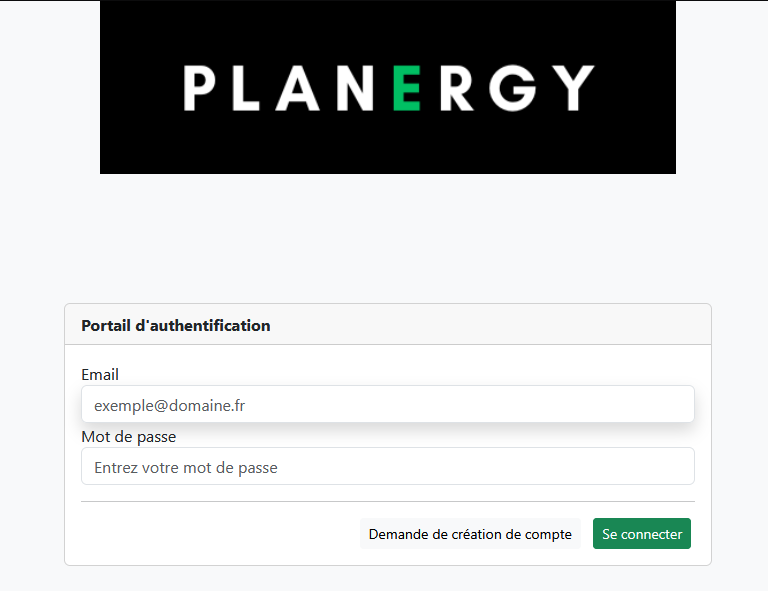 PLANERGY
Portail d'authentification
Email
exemple@domaine.fr
Mot de passe
Entrez votre mot de passe
Demande de création de compte
Se connecter